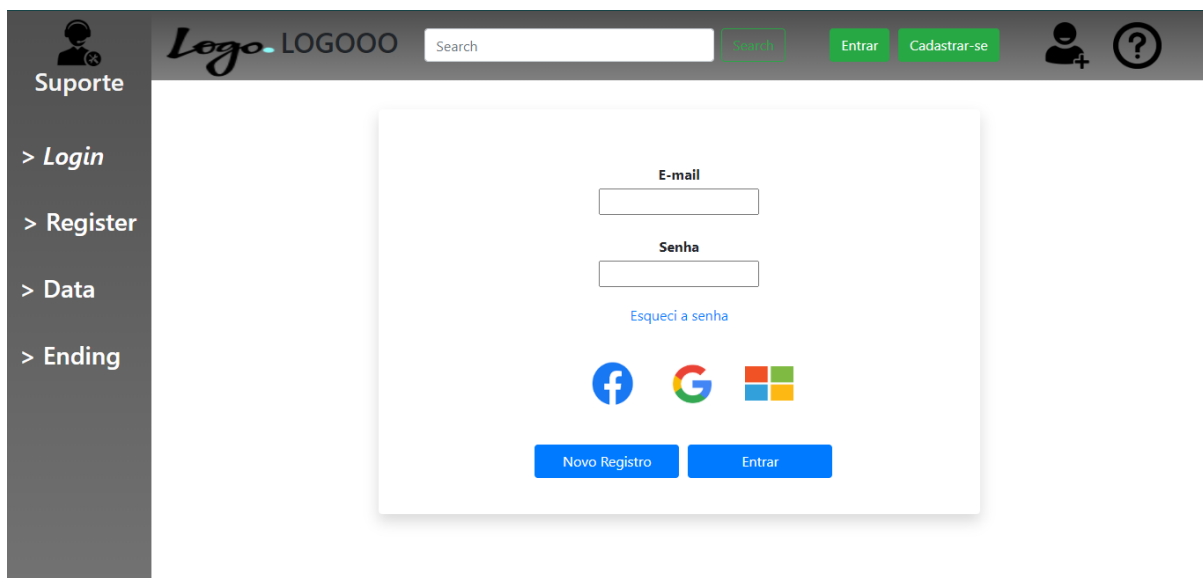 Suporte
Logo. LOGOOO
Search
Search
Entrar
Cadastrar-se
> Login
> Register
> Data
> Ending
E-mail
Senha
Esqueci a senha
Novo Registro
Entrar